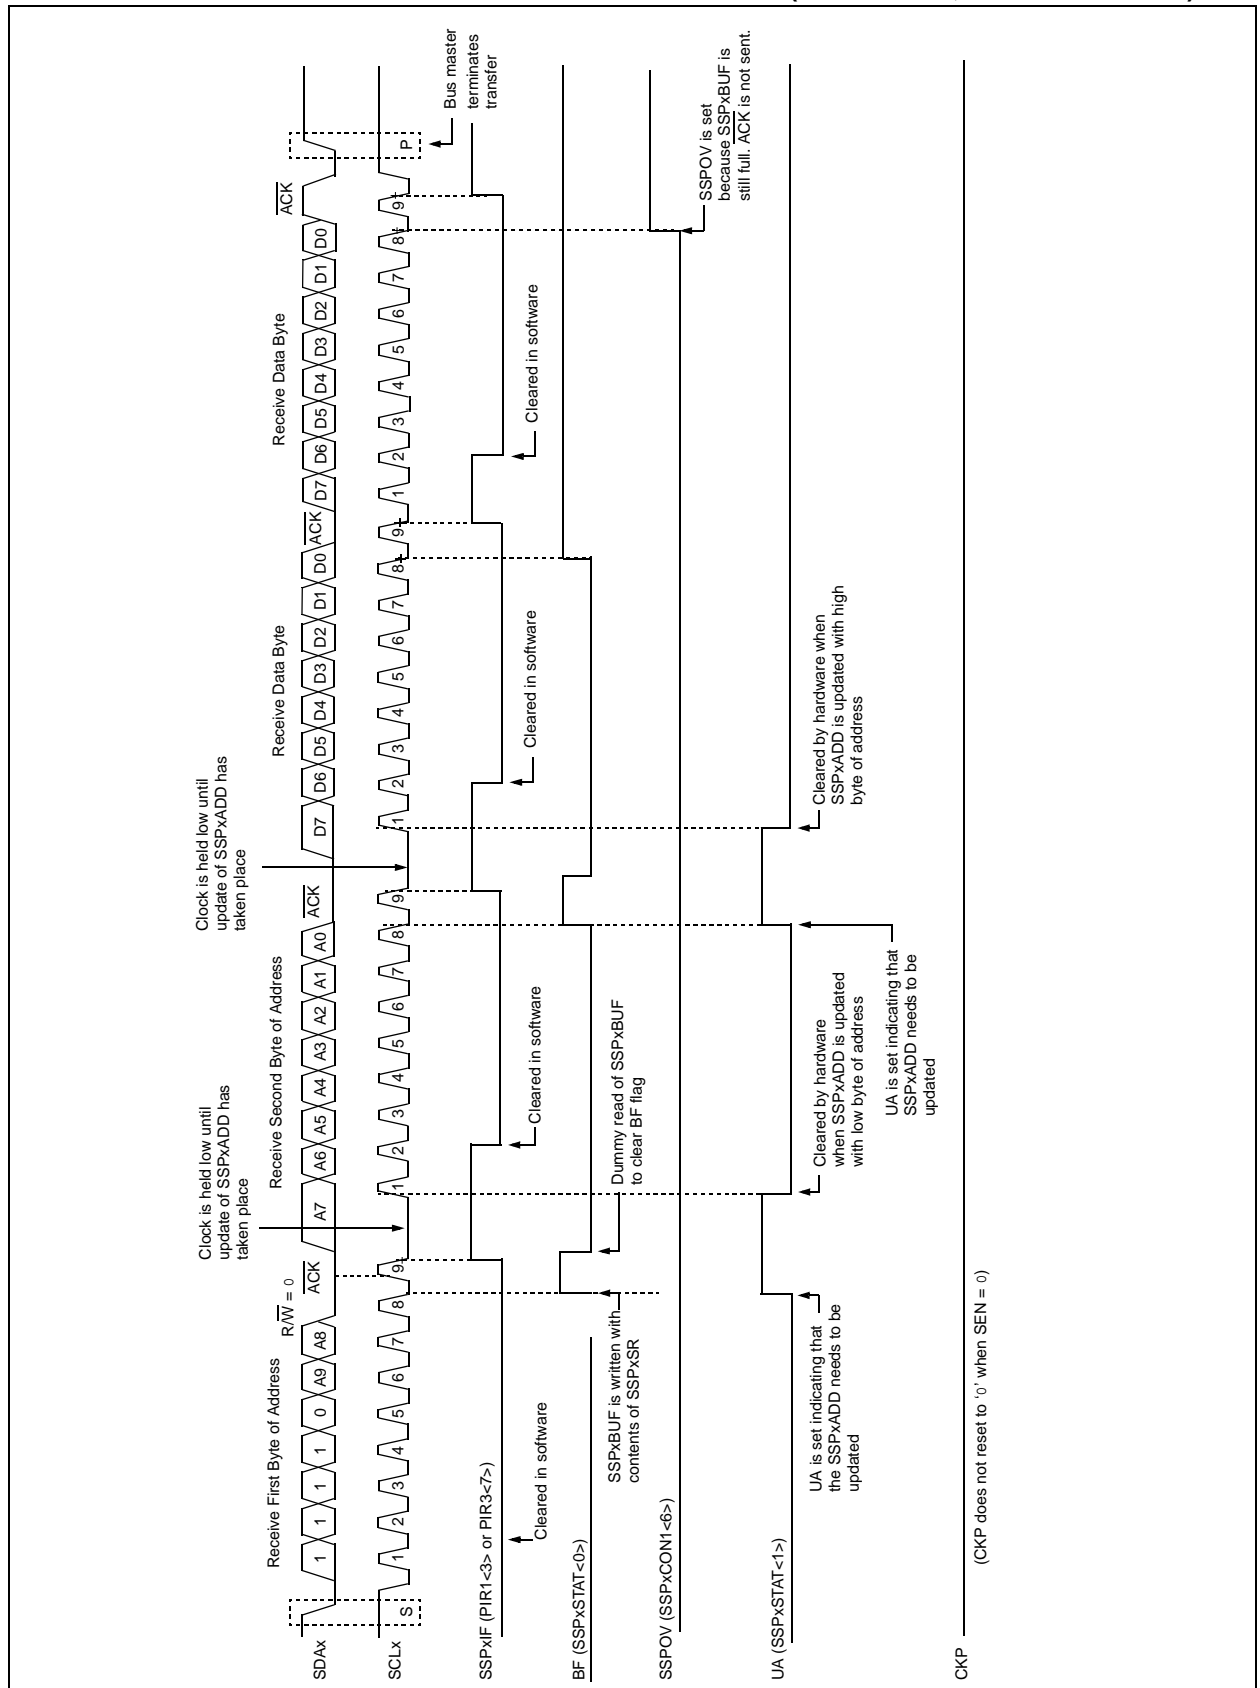 Receive First Byte of Address
R/W = 0
ACK
Clock is held low until
update of SSPxADD has
taken place
Receive Second Byte of Address
ACK
Clock is held low until
update of SSPxADD has
taken place
Receive Data Byte
ACK
Receive Data Byte
ACK
SDAx
1 1 1 1 0 A9 A8 A7 A6 A5 A4 A3 A2 A1 A0 D7 D6 D5 D4 D3 D2 D1 D0 D7 D6 D5 D4 D3 D2 D1 D0
SCLx
S 1 2 3 4 5 6 7 8 9 1 2 3 4 5 6 7 8 9 1 2 3 4 5 6 7 8 9 1 2 3 4 5 6 7 8 9 P
Bus master
terminates
transfer
SSPxIF (PIR1<3> or PIR3<7>)
Cleared in software
Cleared in software
Cleared in software
Cleared in software
BF (SSPxSTAT<0>)
SSPxBUF is written with
contents of SSPxSR
Dummy read of SSPxBUF
to clear BF flag
SSPOV (SSPxCON1<6>)
SSPOV is set
because SSPxBUF is
still full. ACK is not sent.
UA (SSPxSTAT<1>)
UA is set indicating that
the SSPxADD needs to be
updated
Cleared by hardware
when SSPxADD is updated
with low byte of address
UA is set indicating that
SSPxADD needs to be
updated
Cleared by hardware when
SSPxADD is updated with high
byte of address
CKP
(CKP does not reset to ‘0’ when SEN = 0)